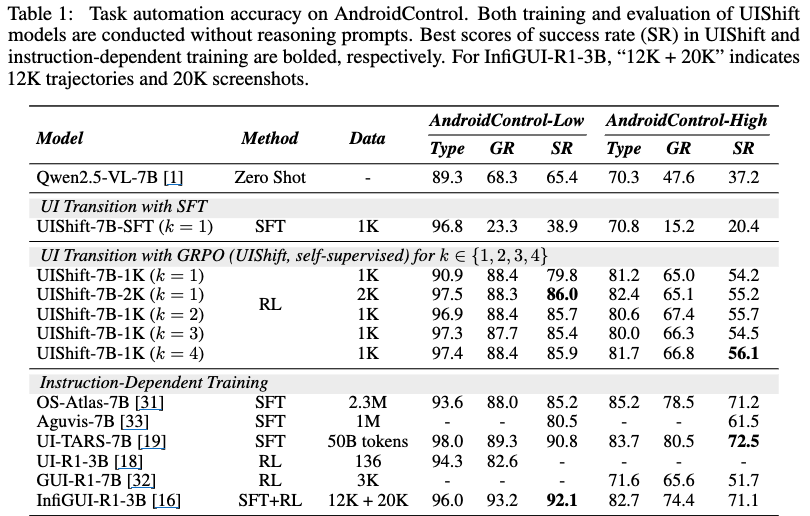 Table 1: Task automation accuracy on AndroidControl. Both training and evaluation of UIShift
models are conducted without reasoning prompts. Best scores of success rate (SR) in UIShift and
instruction-dependent training are bolded, respectively. For InfiGUI-R1-3B, “12K + 20K” indicates
12K trajectories and 20K screenshots.
Model Method Data AndroidControl-Low AndroidControl-High
Type GR SR Type GR SR
Qwen2.5-VL-7B [1] Zero Shot - 89.3 68.3 65.4 70.3 47.6 37.2
UI Transition with SFT
UIShift-7B-SFT (k = 1) SFT 1K 96.8 23.3 38.9 70.8 15.2 20.4
UI Transition with GRPO (UIShift, self-supervised) for k ∈ {1, 2, 3, 4}
UIShift-7B-1K (k = 1) 1K 90.9 88.4 79.8 81.2 65.0 54.2
UIShift-7B-2K (k = 1) 2K 97.5 88.3 86.0 82.4 65.1 55.2
RL
UIShift-7B-1K (k = 2) 1K 96.9 88.4 85.7 80.6 67.4 55.7
UIShift-7B-1K (k = 3) 1K 97.3 87.7 85.4 80.0 66.3 54.5
UIShift-7B-1K (k = 4) 1K 97.4 88.4 85.9 81.7 66.8 56.1
Instruction-Dependent Training
OS-Atlas-7B [31] SFT 2.3M 93.6 88.0 85.2 85.2 78.5 71.2
Aguvis-7B [33] SFT 1M - - 80.5 - - 61.5
UI-TARS-7B [19] SFT 50B tokens 98.0 89.3 90.8 83.7 80.5 72.5
UI-R1-3B [18] RL 136 94.3 82.6 - - - -
GUI-R1-7B [32] RL 3K - - - 71.6 65.6 51.7
InfiGUI-R1-3B [16] SFT+RL 12K + 20K 96.0 93.2 92.1 82.7 74.4 71.1